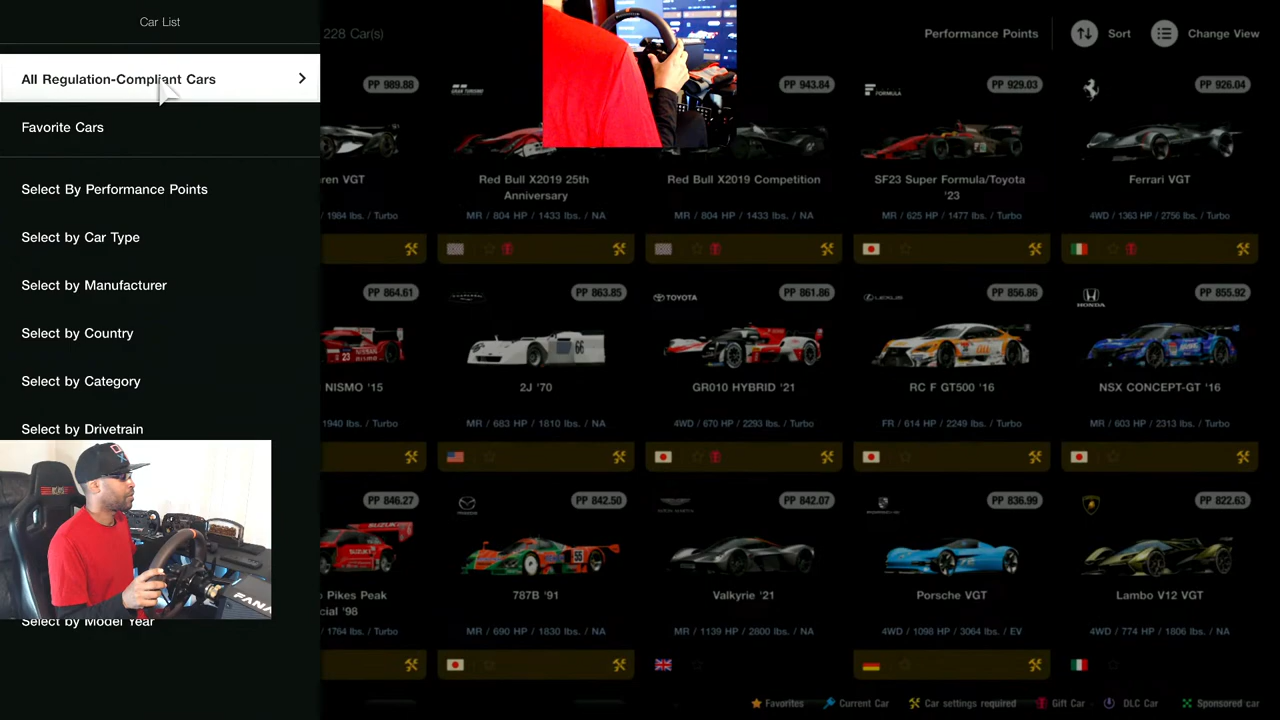 Car List
228 Car(s)
Performance Points
Sort
Change View
All Regulation-Compliant Cars
Favorite Cars
Select By Performance Points
Select by Car Type
Select by Manufacturer
Select by Country
Select by Category
Select by Drivetrain
Select by Model Year
PP 989.88
PP 943.84
FORMULA
PP 929.03
PP 926.04
VGT
Red Bull X2019 25th
Anniversary
Red Bull X2019 Competition
SF23 Super Formula/Toyota
'23
Ferrari VGT
1984 lbs. / Turbo
MR / 804 HP / 1433 lbs. / NA
MR / 804 HP / 1433 lbs. / NA
MR / 625 HP / 1477 lbs. / Turbo
4WD / 1363 HP / 2756 lbs. / Turbo
PP 864.61
PP 863.85
TOYOTA
PP 861.86
LEXUS
PP 856.86
HONDA
PP 855.92
23
66
NISMO '15
2J '70
GR010 HYBRID '21
RC F GT500 '16
NSX CONCEPT-GT '16
1940 lbs. / Turbo
MR / 683 HP / 1810 lbs. / NA
4WD / 670 HP / 2293 lbs. / Turbo
FR / 614 HP / 2249 lbs. / Turbo
MR / 603 HP / 2313 lbs. / Turbo
PP 846.27
PP 842.50
PP 842.07
PP 836.99
PP 822.63
SUZUKI
55
Pikes Peak
cial '98
787B '91
Valkyrie '21
Porsche VGT
Lambo V12 VGT
1764 lbs. / Turbo
MR / 690 HP / 1830 lbs. / NA
MR / 1139 HP / 2800 lbs. / NA
4WD / 1098 HP / 3064 lbs. / EV
4WD / 774 HP / 1806 lbs. / NA
Favorites
Current Car
Car settings required
Gift Car
DLC Car
Sponsored car